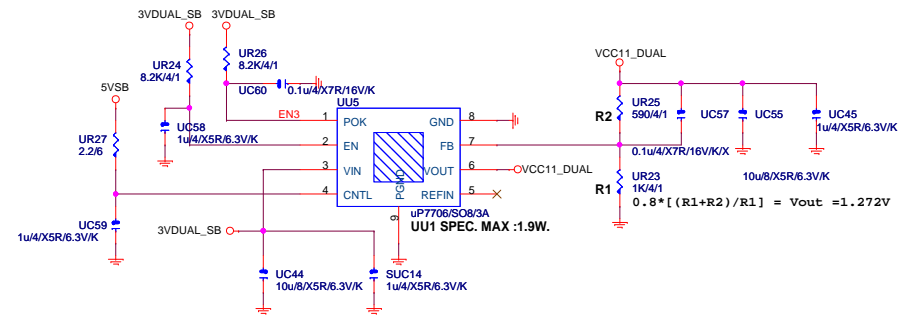 3VDUAL_SB
3VDUAL_SB
UR24
8.2K/4/1
UR26
8.2K/4/1
VCC11_DUAL
5VSB
UC60
0.1u/4/X7R/16V/K
UR27
2.2/6
UC58
1u/4/X5R/6.3V/K
EN3
UU5
1
POK
GND
8
2
EN
FB
7
3
VIN
VOUT
6
VCC11_DUAL
4
CNTL
REFIN
5
PGND
9
uP7706/SO8/3A
UU1 SPEC. MAX :1.9W.
R2
UR25
590/4/1
UC57
0.1u/4/X7R/16V/K/X
UC55
10u/8/X5R/6.3V/K
UC45
1u/4/X5R/6.3V/K
R1
UR23
1K/4/1
0.8*[(R1+R2)/R1] = Vout =1.272V
UC59
1u/4/X5R/6.3V/K
3VDUAL_SB
UC44
10u/8/X5R/6.3V/K
SUC14
1u/4/X5R/6.3V/K